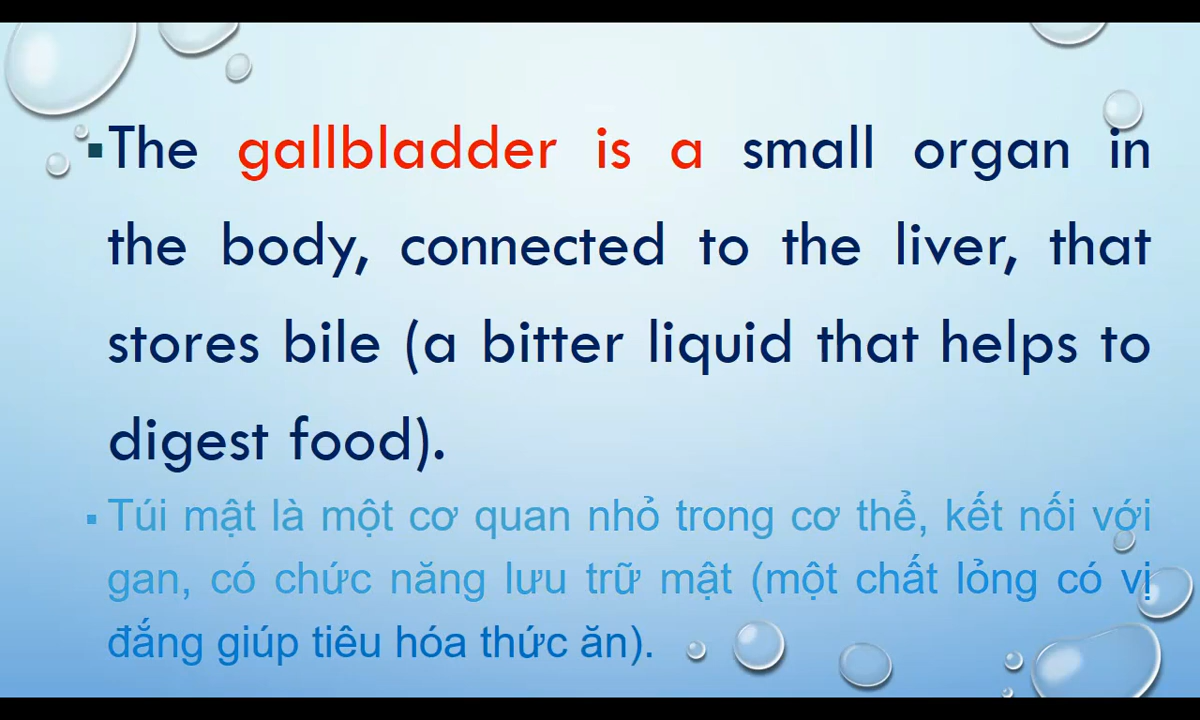 ▪The gallbladder is a small organ in
the body, connected to the liver, that
stores bile (a bitter liquid that helps to
digest food).
▪ Túi mật là một cơ quan nhỏ trong cơ thể, kết nối với
gan, có chức năng lưu trữ mật (một chất lỏng có vị
đắng giúp tiêu hóa thức ăn).